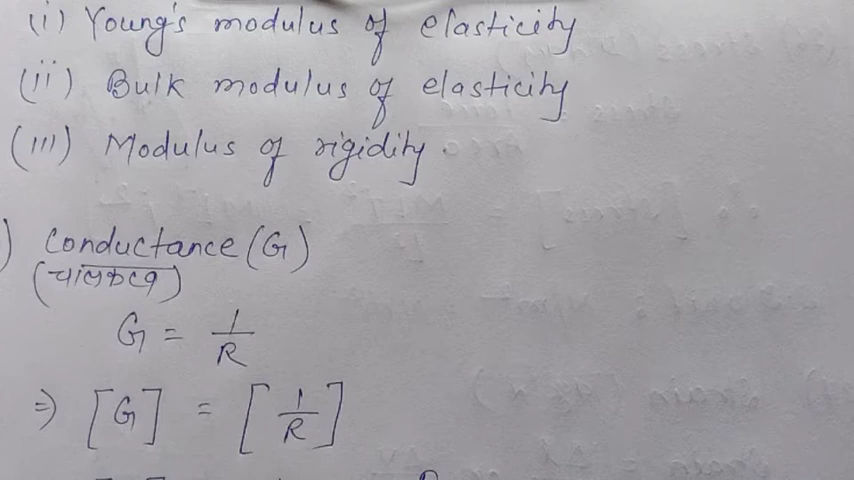 (i) Young's modulus of elasticity
(ii) Bulk modulus of elasticity
(iii) Modulus of rigidity.
) Conductance (G)
(चालकत्व)
G = 1/R
⇒ [G] = [1/R]